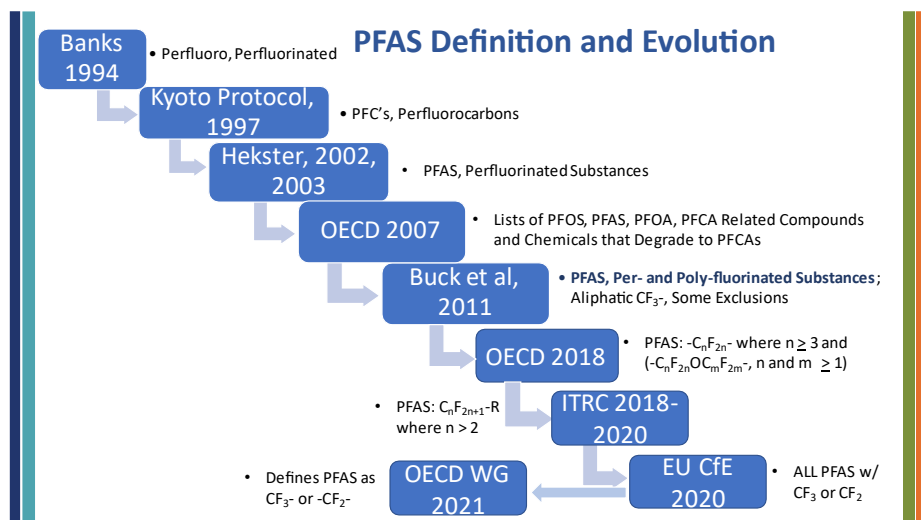 PFAS Definition and Evolution
Banks
1994
• Perfluoro, Perfluorinated
Kyoto Protocol,
1997
• PFC's, Perfluorocarbons
Hekster, 2002,
2003
• PFAS, Perfluorinated Substances
OECD 2007
• Lists of PFOS, PFAS, PFOA, PFCA Related Compounds
and Chemicals that Degrade to PFCAs
Buck et al,
2011
• PFAS, Per- and Poly-fluorinated Substances;
Aliphatic CF₃-, Some Exclusions
OECD 2018
• PFAS: -CₙF₂ₙ- where n ≥ 3 and
(-CₙF₂ₙOCₘF₂ₘ-, n and m ≥ 1)
ITRC 2018-
2020
• PFAS: CₙF₂ₙ₊₁-R
where n > 2
EU CfE
2020
• ALL PFAS w/
CF₃ or CF₂
OECD WG
2021
• Defines PFAS as
CF₃- or -CF₂-